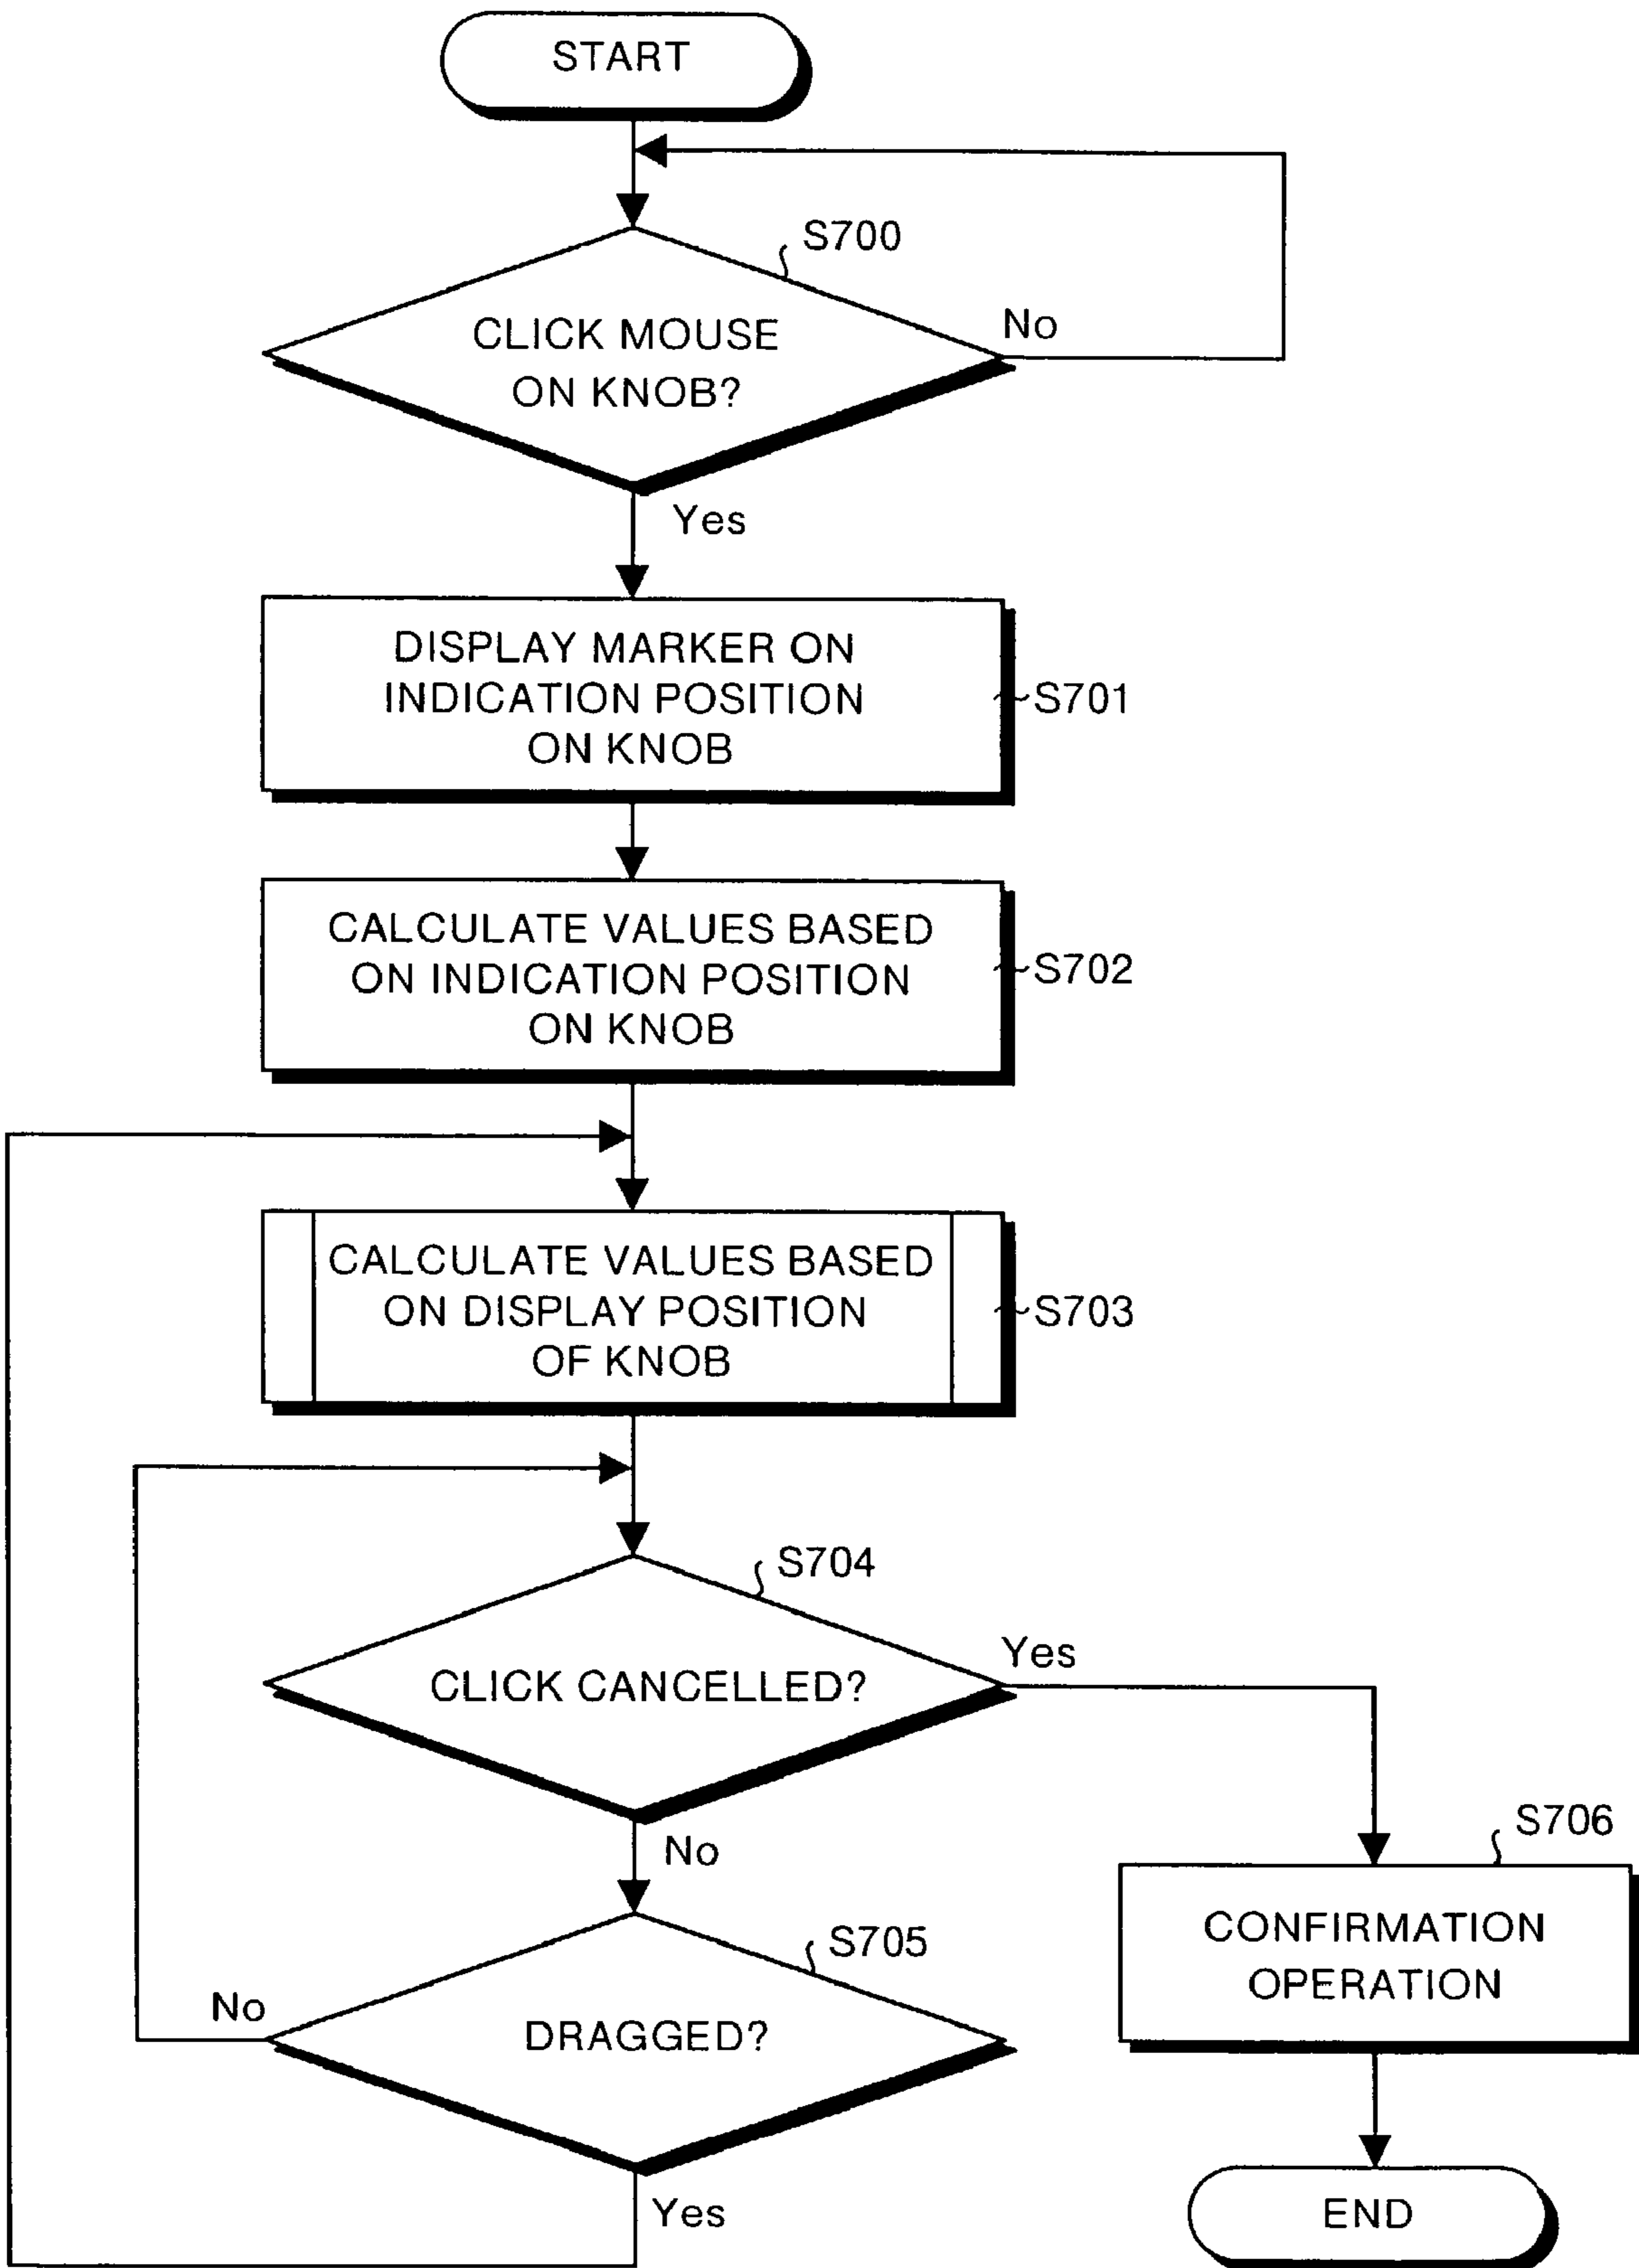 START
S700
CLICK MOUSE
ON KNOB?
No
Yes
DISPLAY MARKER ON
INDICATION POSITION
ON KNOB
S701
CALCULATE VALUES BASED
ON INDICATION POSITION
ON KNOB
S702
CALCULATE VALUES BASED
ON DISPLAY POSITION
OF KNOB
S703
S704
CLICK CANCELLED?
Yes
No
S706
CONFIRMATION
OPERATION
S705
DRAGGED?
No
Yes
END